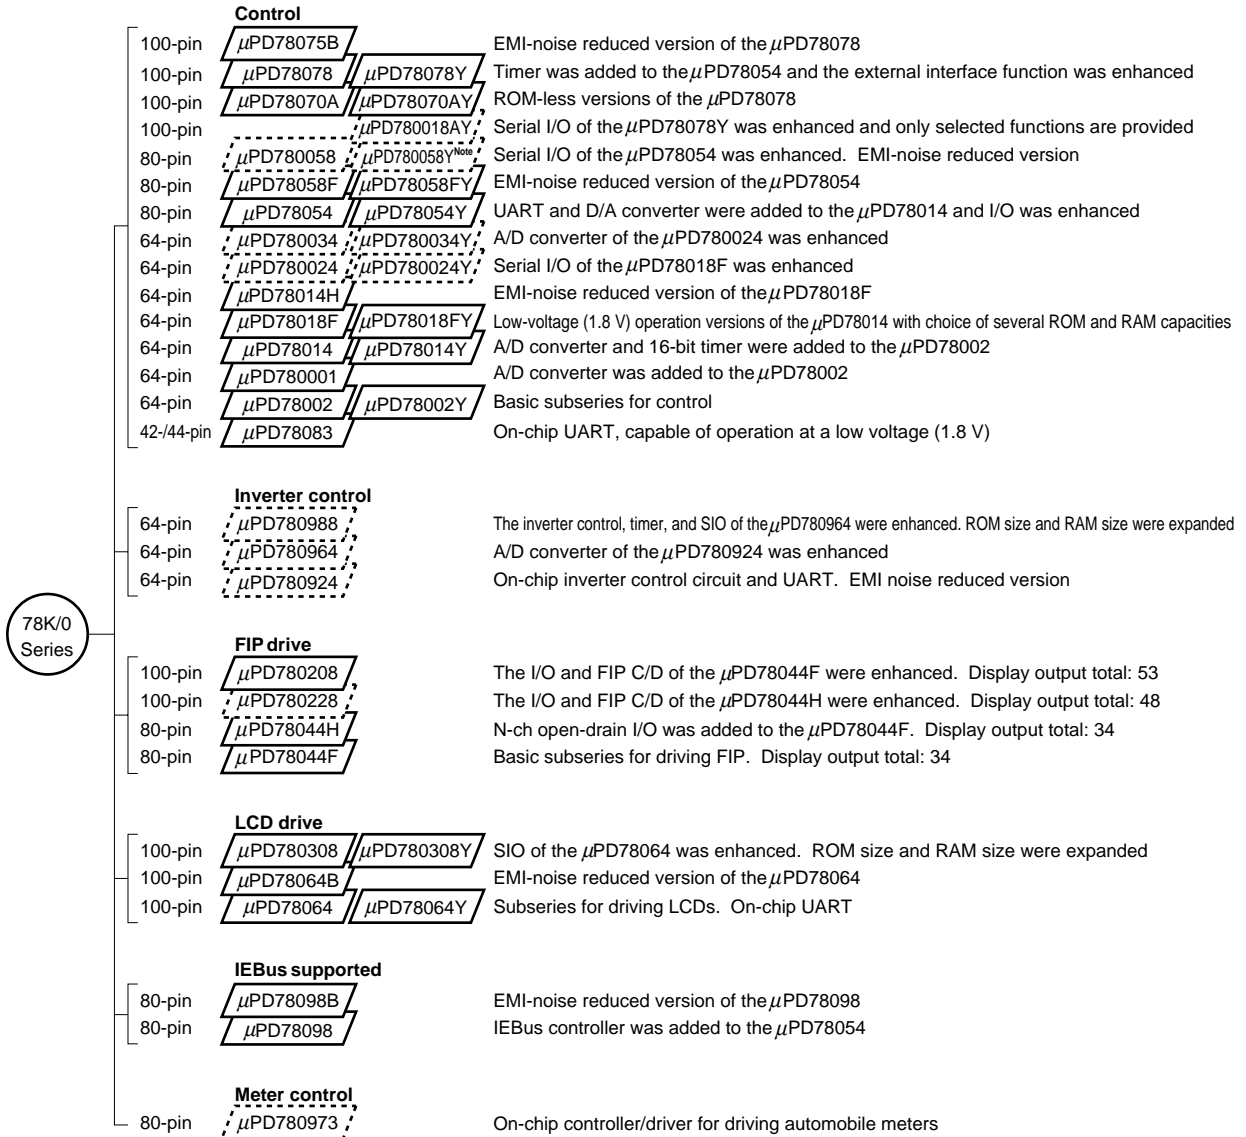 Control
100-pin μPD78075B EMI-noise reduced version of the μPD78078
100-pin μPD78078 μPD78078Y Timer was added to the μPD78054 and the external interface function was enhanced
100-pin μPD78070A μPD78070AY ROM-less versions of the μPD78078
100-pin μPD780018AY Serial I/O of the μPD78078Y was enhanced and only selected functions are provided
80-pin μPD780058 μPD780058Y Note Serial I/O of the μPD78054 was enhanced. EMI-noise reduced version
80-pin μPD78058F μPD78058FY EMI-noise reduced version of the μPD78054
80-pin μPD78054 μPD78054Y UART and D/A converter were added to the μPD78014 and I/O was enhanced
64-pin μPD780034 μPD780034Y A/D converter of the μPD780024 was enhanced
64-pin μPD780024 μPD780024Y Serial I/O of the μPD78018F was enhanced
64-pin μPD78014H EMI-noise reduced version of the μPD78018F
64-pin μPD78018F μPD78018FY Low-voltage (1.8 V) operation versions of the μPD78014 with choice of several ROM and RAM capacities
64-pin μPD78014 μPD78014Y A/D converter and 16-bit timer were added to the μPD78002
64-pin μPD780001 A/D converter was added to the μPD78002
64-pin μPD78002 μPD78002Y Basic subseries for control
42-/44-pin μPD78083 On-chip UART, capable of operation at a low voltage (1.8 V)
Inverter control
64-pin μPD780988 The inverter control, timer, and SIO of the μPD780964 were enhanced. ROM size and RAM size were expanded
64-pin μPD780964 A/D converter of the μPD780924 was enhanced
64-pin μPD780924 On-chip inverter control circuit and UART. EMI noise reduced version
78K/0
Series
FIP drive
100-pin μPD780208 The I/O and FIP C/D of the μPD78044F were enhanced. Display output total: 53
100-pin μPD780228 The I/O and FIP C/D of the μPD78044H were enhanced. Display output total: 48
80-pin μPD78044H N-ch open-drain I/O was added to the μPD78044F. Display output total: 34
80-pin μPD78044F Basic subseries for driving FIP. Display output total: 34
LCD drive
100-pin μPD780308 μPD780308Y SIO of the μPD78064 was enhanced. ROM size and RAM size were expanded
100-pin μPD78064B EMI-noise reduced version of the μPD78064
100-pin μPD78064 μPD78064Y Subseries for driving LCDs. On-chip UART
IEBus supported
80-pin μPD78098B EMI-noise reduced version of the μPD78098
80-pin μPD78098 IEBus controller was added to the μPD78054
Meter control
80-pin μPD780973 On-chip controller/driver for driving automobile meters